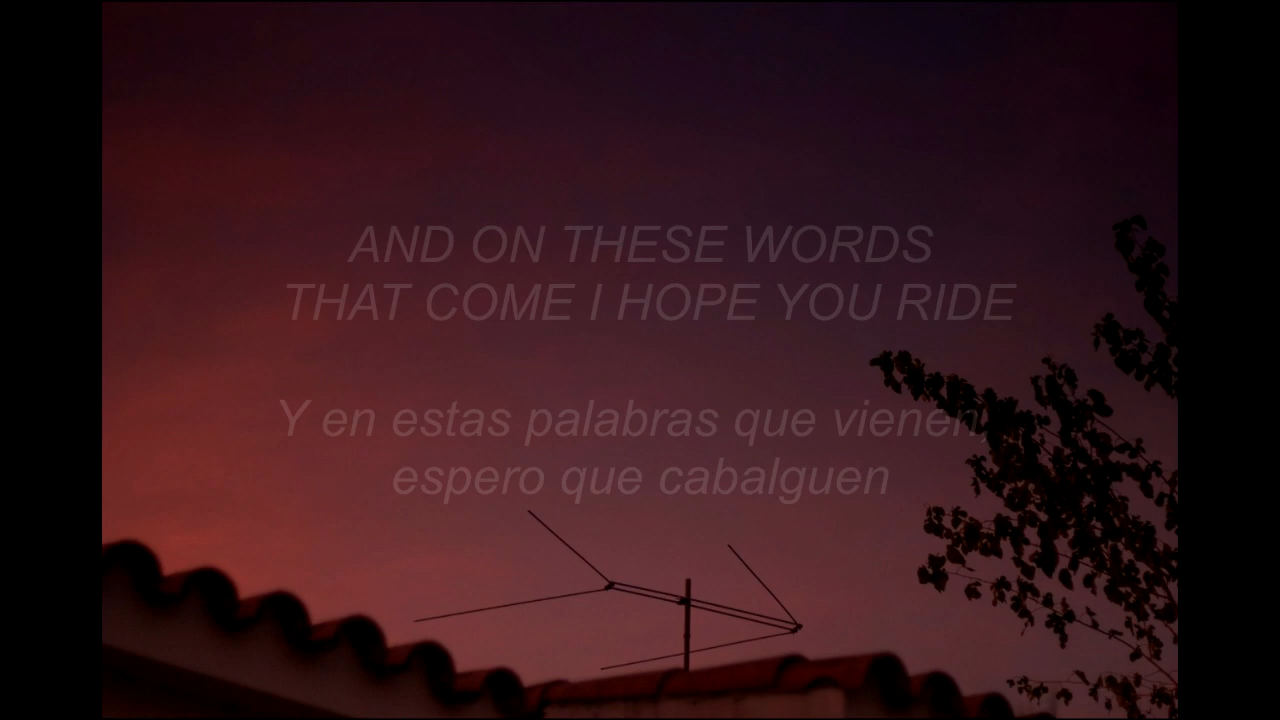 AND ON THESE WORDS
THAT COME I HOPE YOU RIDE
Y en estas palabras que vienen,
espero que cabalguen